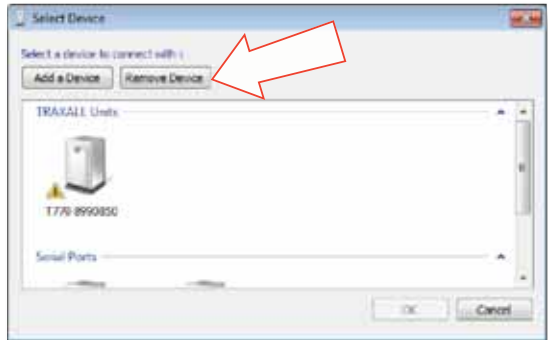 Select Device
Select a device to connect with :
Add a Device Remove Device
TRAXALL Units
T770 8990850
Serial Ports
OK Cancel